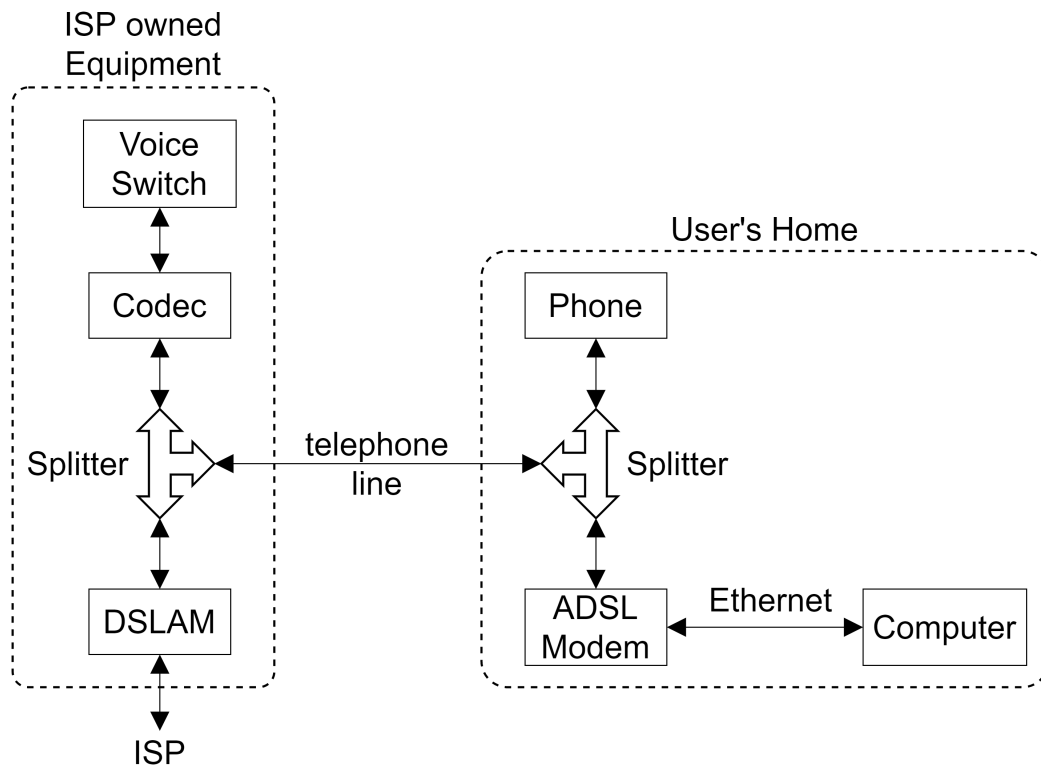 ISP owned
Equipment
Voice
Switch
Codec
Splitter
DSLAM
ISP
telephone
line
User's Home
Phone
Splitter
ADSL
Modem
Ethernet
Computer